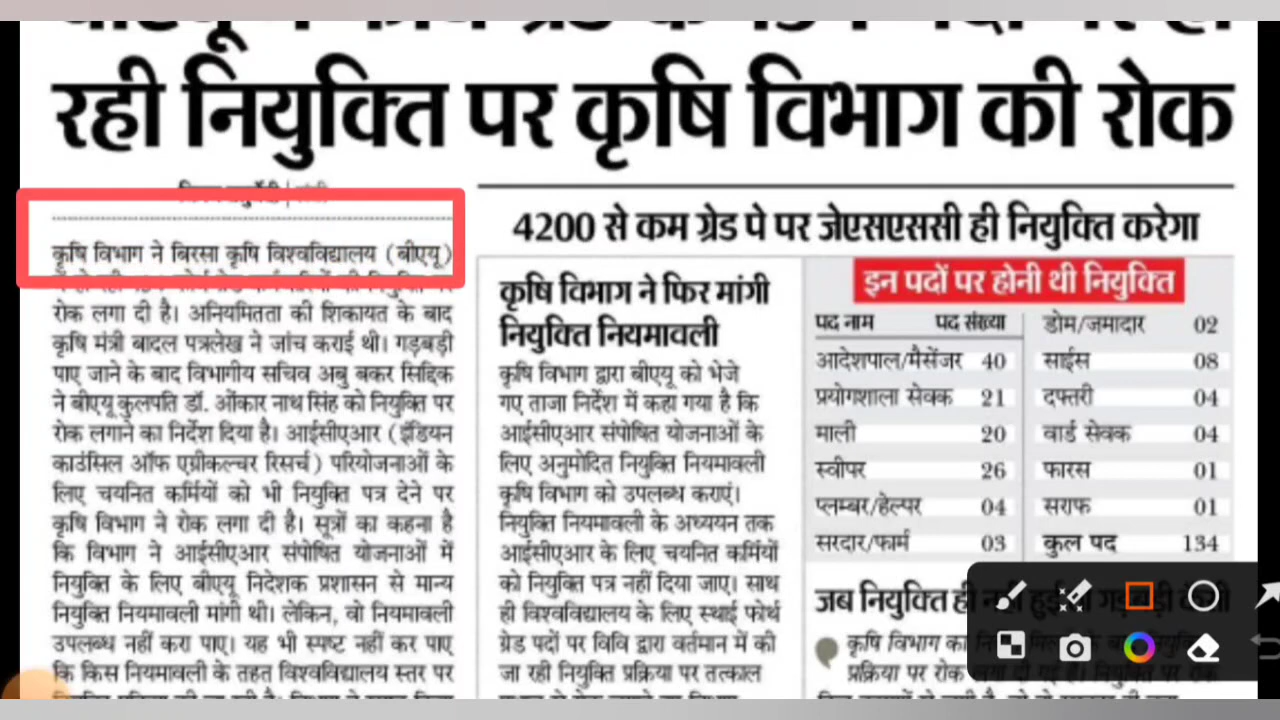 रही नियुक्ति पर कृषि विभाग की रोक
कृषि विभाग ने बिरसा कृषि विश्वविद्यालय (बीएयू)
रोक लगा दी है। अनियमितता की शिकायत के बाद
कृषि मंत्री बादल पत्रलेख ने जांच कराई थी। गड़बड़ी
पाए जाने के बाद विभागीय सचिव अबु बकर सिद्दिक
ने बीएयू कुलपति डॉ. ओंकार नाथ सिंह को नियुक्ति पर
रोक लगाने का निर्देश दिया है। आईसीएआर (इंडियन
काउंसिल ऑफ एग्रीकल्चर रिसर्च) परियोजनाओं के
लिए चयनित कर्मियों को भी नियुक्ति पत्र देने पर
कृषि विभाग ने रोक लगा दी है। सूत्रों का कहना है
कि विभाग ने आईसीएआर संपोषित योजनाओं में
नियुक्ति के लिए बीएयू निदेशक प्रशासन से मान्य
नियुक्ति नियमावली मांगी थी। लेकिन, वो नियमावली
उपलब्ध नहीं करा पाए। यह भी स्पष्ट नहीं कर पाए
कि किस नियमावली के तहत विश्वविद्यालय स्तर पर
4200 से कम ग्रेड पे पर जेएसएससी ही नियुक्ति करेगा
कृषि विभाग ने फिर मांगी
नियुक्ति नियमावली
कृषि विभाग द्वारा बीएयू को भेजे
गए ताजा निर्देश में कहा गया है कि
आईसीएआर संपोषित योजनाओं के
लिए अनुमोदित नियुक्ति नियमावली
कृषि विभाग को उपलब्ध कराएं।
नियुक्ति नियमावली के अध्ययन तक
आईसीएआर के लिए चयनित कर्मियों
को नियुक्ति पत्र नहीं दिया जाए। साथ
ही विश्वविद्यालय के लिए स्थाई फोर्थ
ग्रेड पदों पर विवि द्वारा वर्तमान में की
जा रही नियुक्ति प्रक्रिया पर तत्काल
इन पदों पर होनी थी नियुक्ति
पद नाम पद संख्या
आदेशपाल/मैसेंजर 40
प्रयोगशाला सेवक 21
माली 20
स्वीपर 26
प्लम्बर/हेल्पर 04
सरदार/फार्म 03
डोम/जमादार 02
साईस 08
दफ्तरी 04
वार्ड सेवक 04
फारस 01
सराफ 01
कुल पद 134
जब नियुक्ति ही नहीं हुई
कृषि विभाग का
प्रक्रिया पर रोक लगा दी गई है।